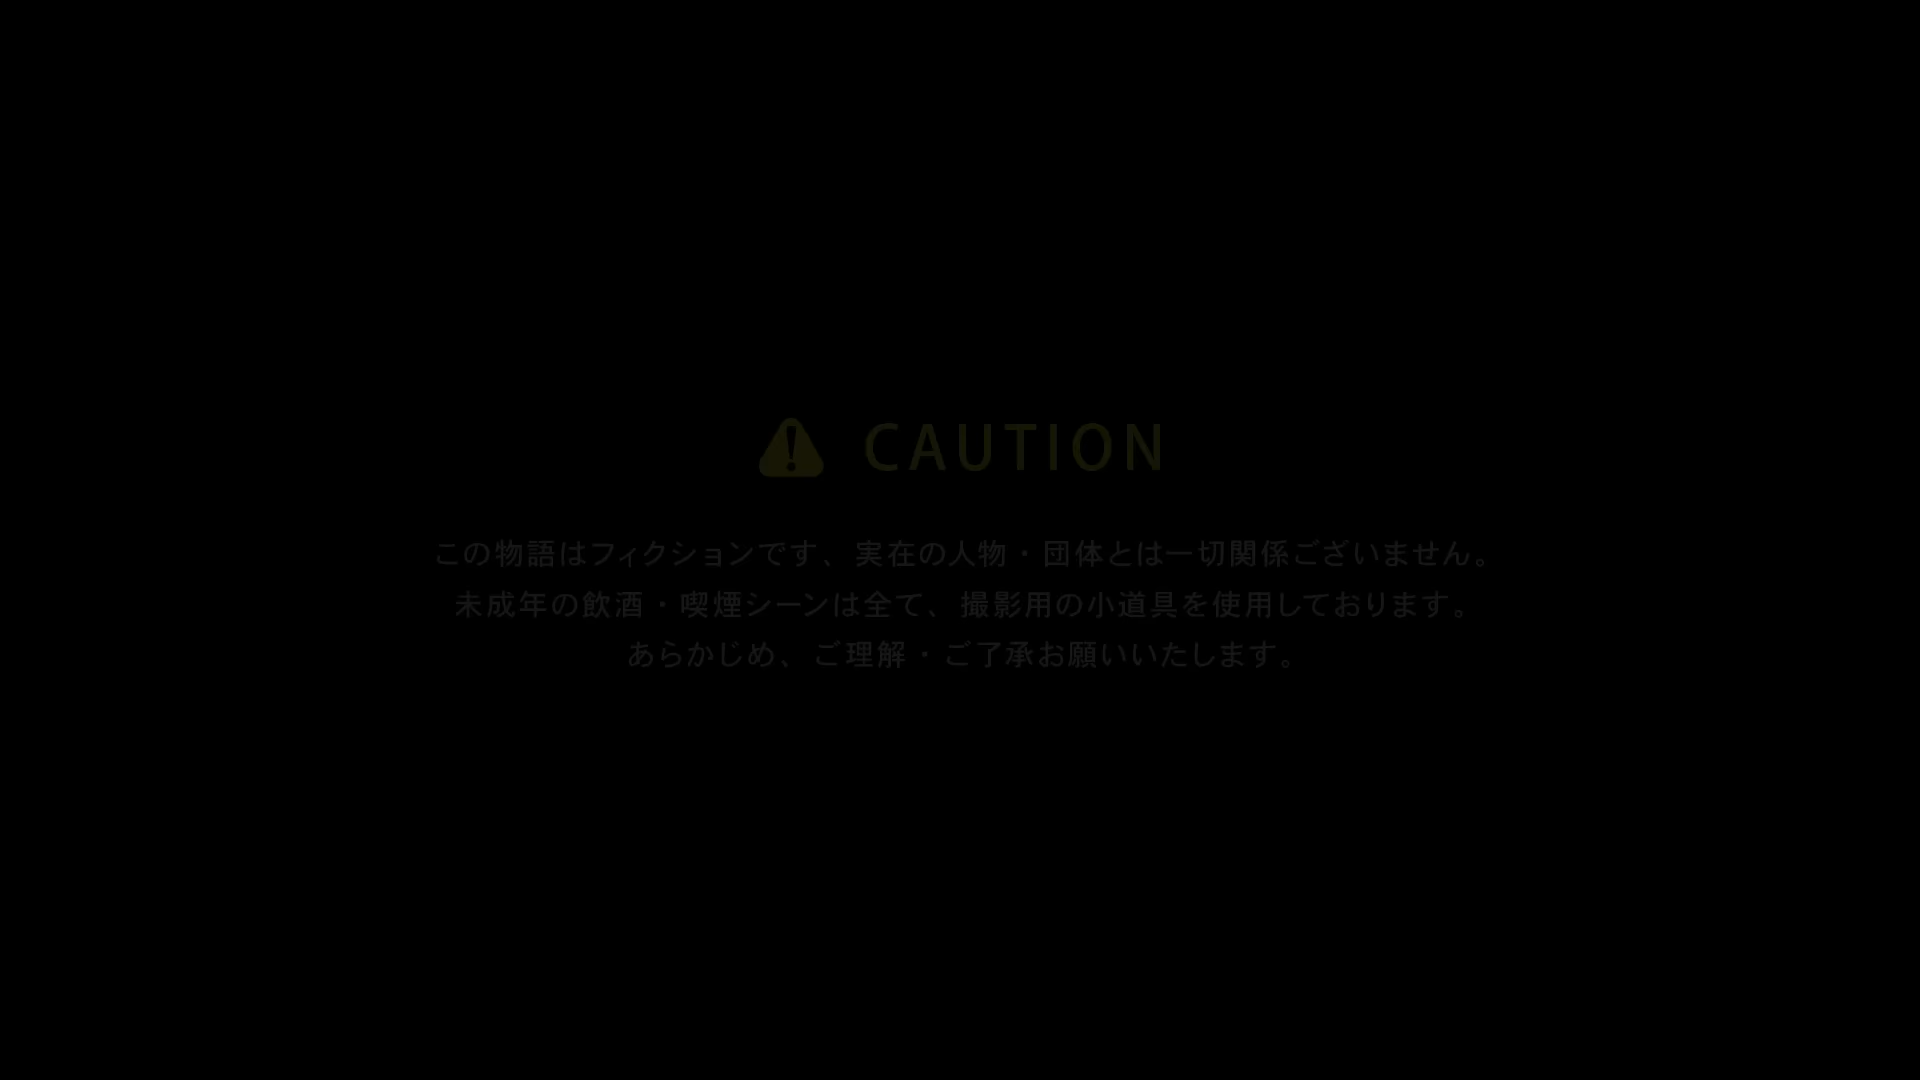 CAUTION
この物語はフィクションです、実在の人物・団体とは一切関係ございません。
未成年の飲酒・喫煙シーンは全て、撮影用の小道具を使用しております。
あらかじめ、ご理解・ご了承お願いいたします。